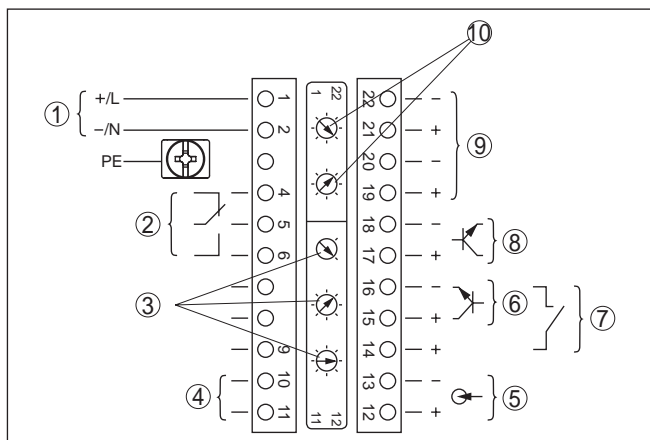 ⑩
① +/L 1 1 22 22 −
−/N 2 21 + ⑨
PE 20 −
4 19 +
② 5 18 − ⑧
6 17 +
③ 16 − ⑥ ⑦
15 +
9 14 +
④ 10 13 − ⑤
11 11 12 12 +